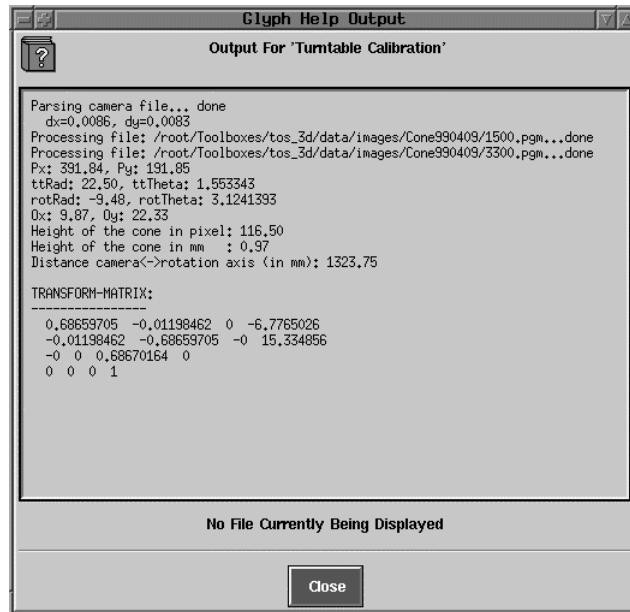 Glyph Help Output
Output For 'Turntable Calibration'
Parsing camera file... done
dx=0.0086, dy=0.0083
Processing file: /root/Toolboxes/tos_3d/data/images/Cone990409/1500.pgm...done
Processing file: /root/Toolboxes/tos_3d/data/images/Cone990409/3300.pgm...done
Px: 391.84, Py: 191.85
ttRad: 22.50, ttTheta: 1.553343
rotRad: -9.48, rotTheta: 3.1241393
Ox: 9.87, Oy: 22.33
Height of the cone in pixel: 116.50
Height of the cone in mm : 0.97
Distance camera<->rotation axis (in mm): 1323.75
TRANSFORM-MATRIX:
----------------
0.68659705 -0.01198462 0 -6.7765026
-0.01198462 -0.68659705 -0 15.334856
-0 0 0.68670164 0
0 0 0 1
No File Currently Being Displayed
Close